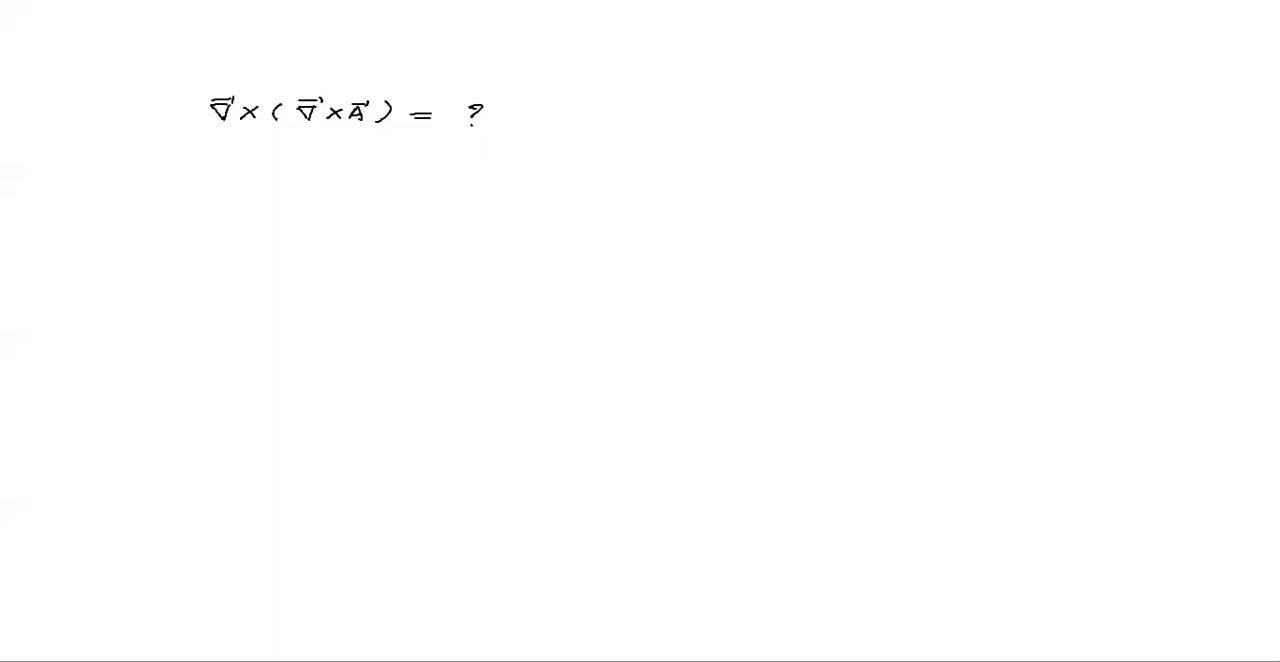 ∇⃗ × ( ∇⃗ × A⃗ ) = ?